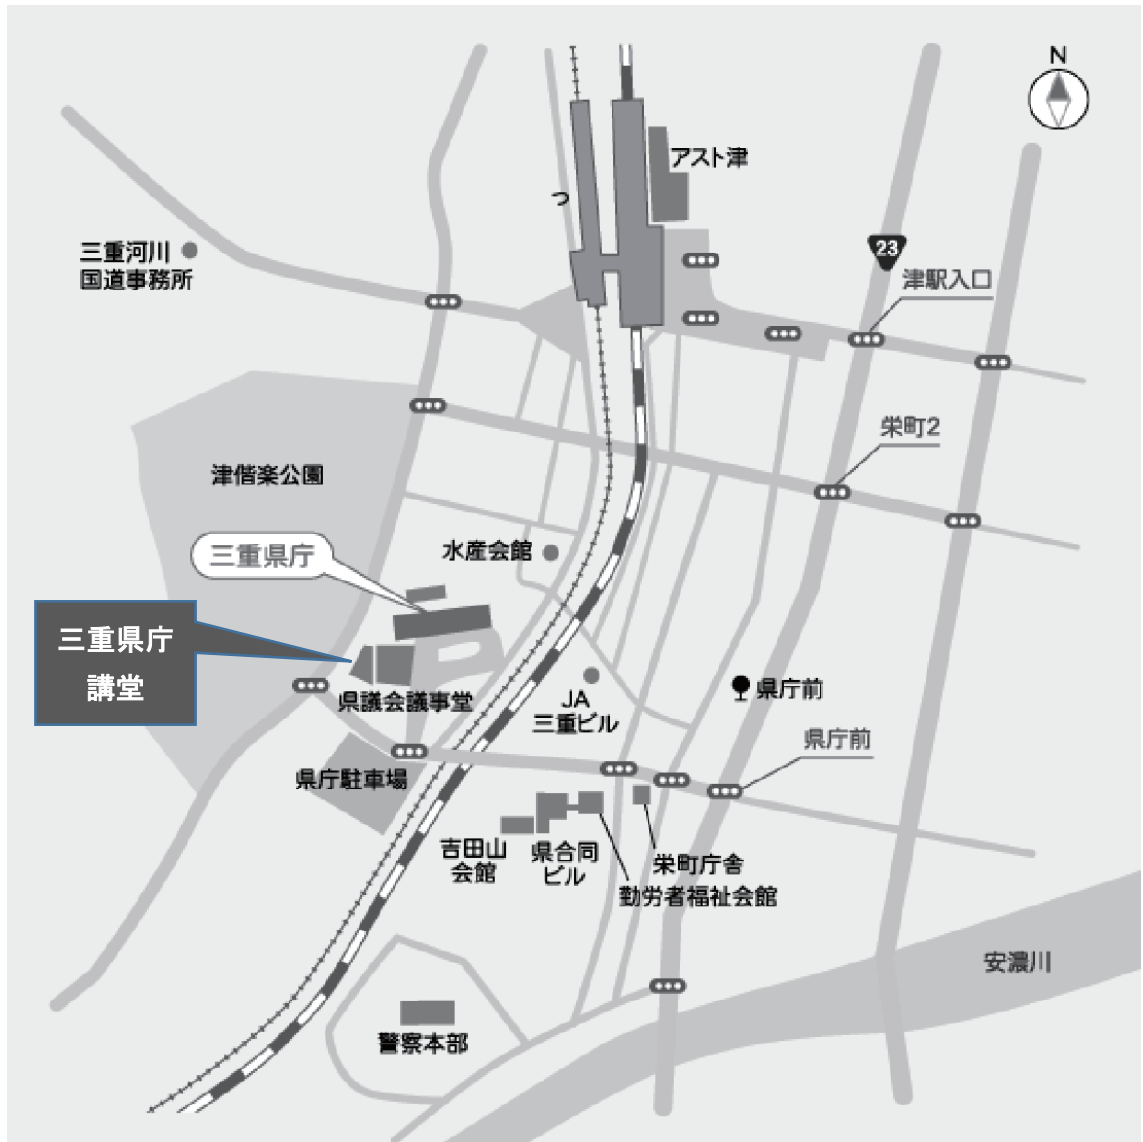 N
アスト津
つ
23
三重河川
国道事務所
津駅入口
栄町2
津偕楽公園
水産会館
三重県庁
三重県庁
講堂
県議会議事堂
JA
三重ビル
県庁前
県庁前
県庁駐車場
吉田山
会館
県合同
ビル
栄町庁舎
勤労者福祉会館
安濃川
警察本部